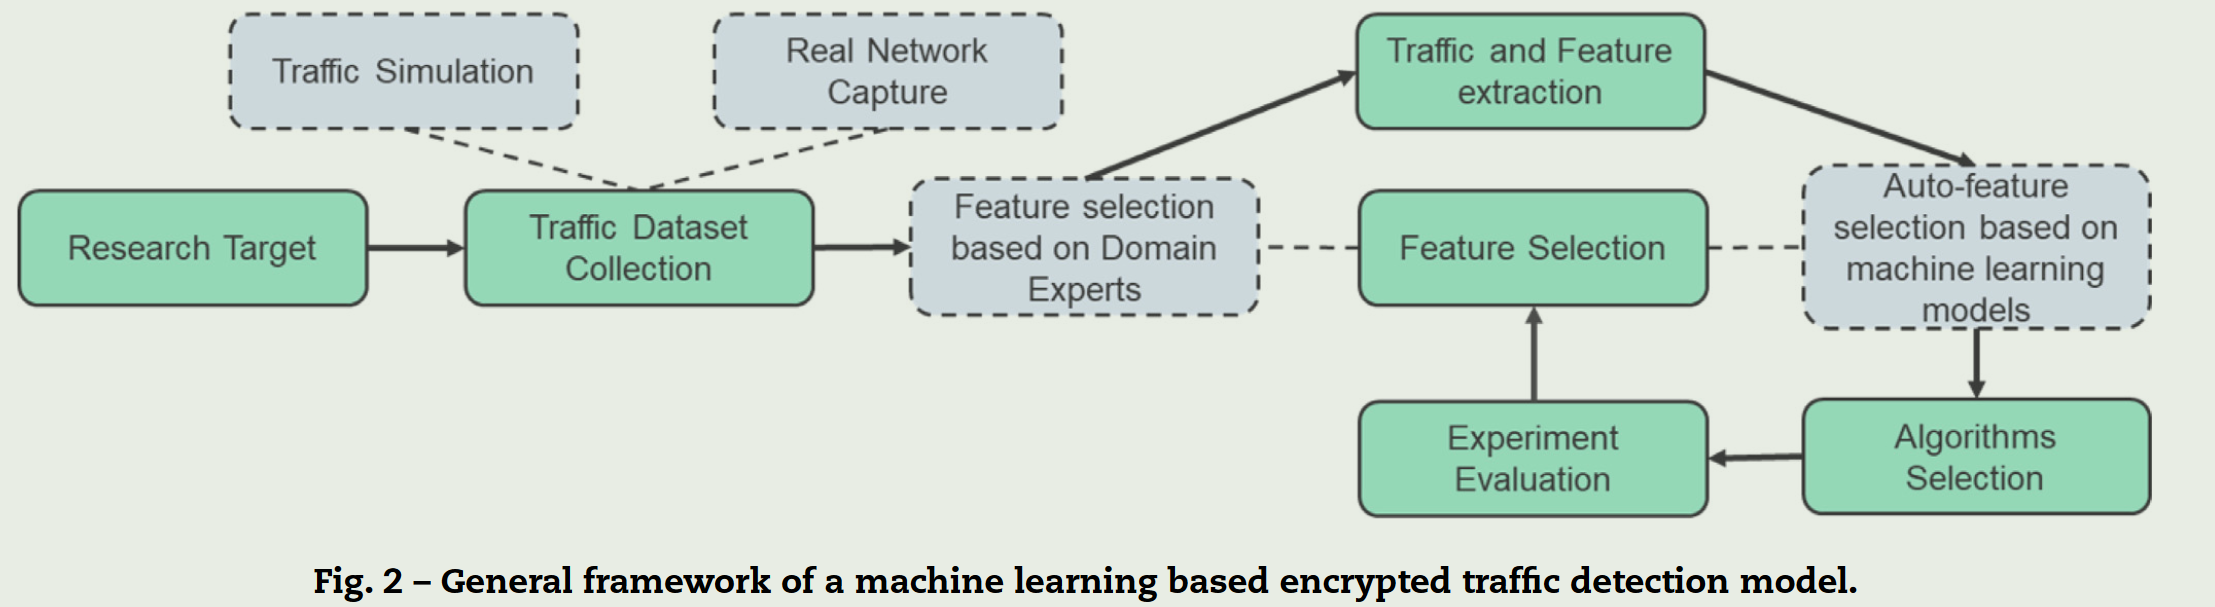 Traffic Simulation
Real Network
Capture
Traffic and Feature
extraction
Research Target
Traffic Dataset
Collection
Feature selection
based on Domain
Experts
Feature Selection
Auto-feature
selection based on
machine learning
models
Experiment
Evaluation
Algorithms
Selection
Fig. 2 – General framework of a machine learning based encrypted traffic detection model.